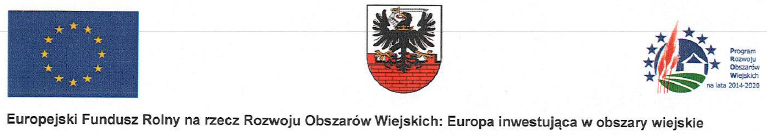 Program
Rozwoju
Obszarów
Wiejskich
na lata 2014-2020
Europejski Fundusz Rolny na rzecz Rozwoju Obszarów Wiejskich: Europa inwestująca w obszary wiejskie